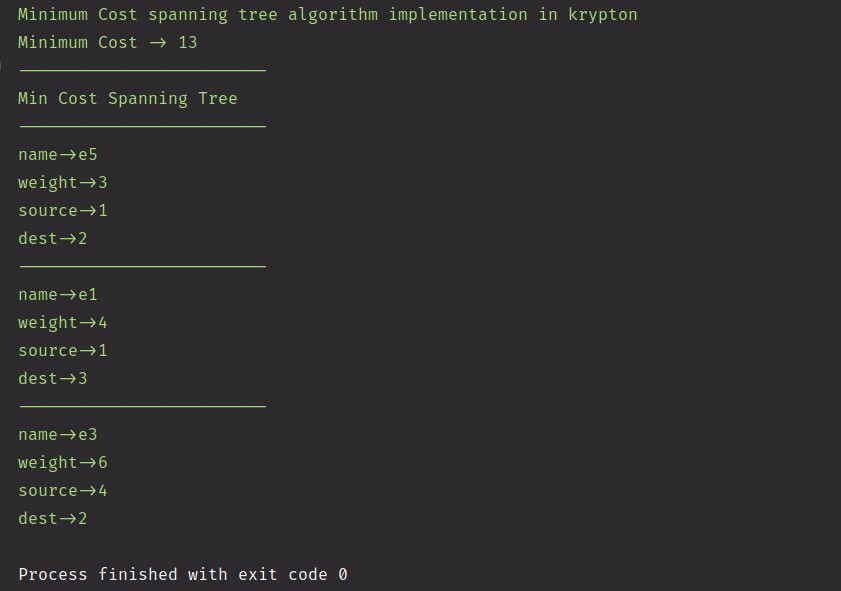 Minimum Cost spanning tree algorithm implementation in krypton
Minimum Cost -> 13
-------------------------
Min Cost Spanning Tree
-------------------------
name->e5
weight->3
source->1
dest->2
-------------------------
name->e1
weight->4
source->1
dest->3
-------------------------
name->e3
weight->6
source->4
dest->2
Process finished with exit code 0